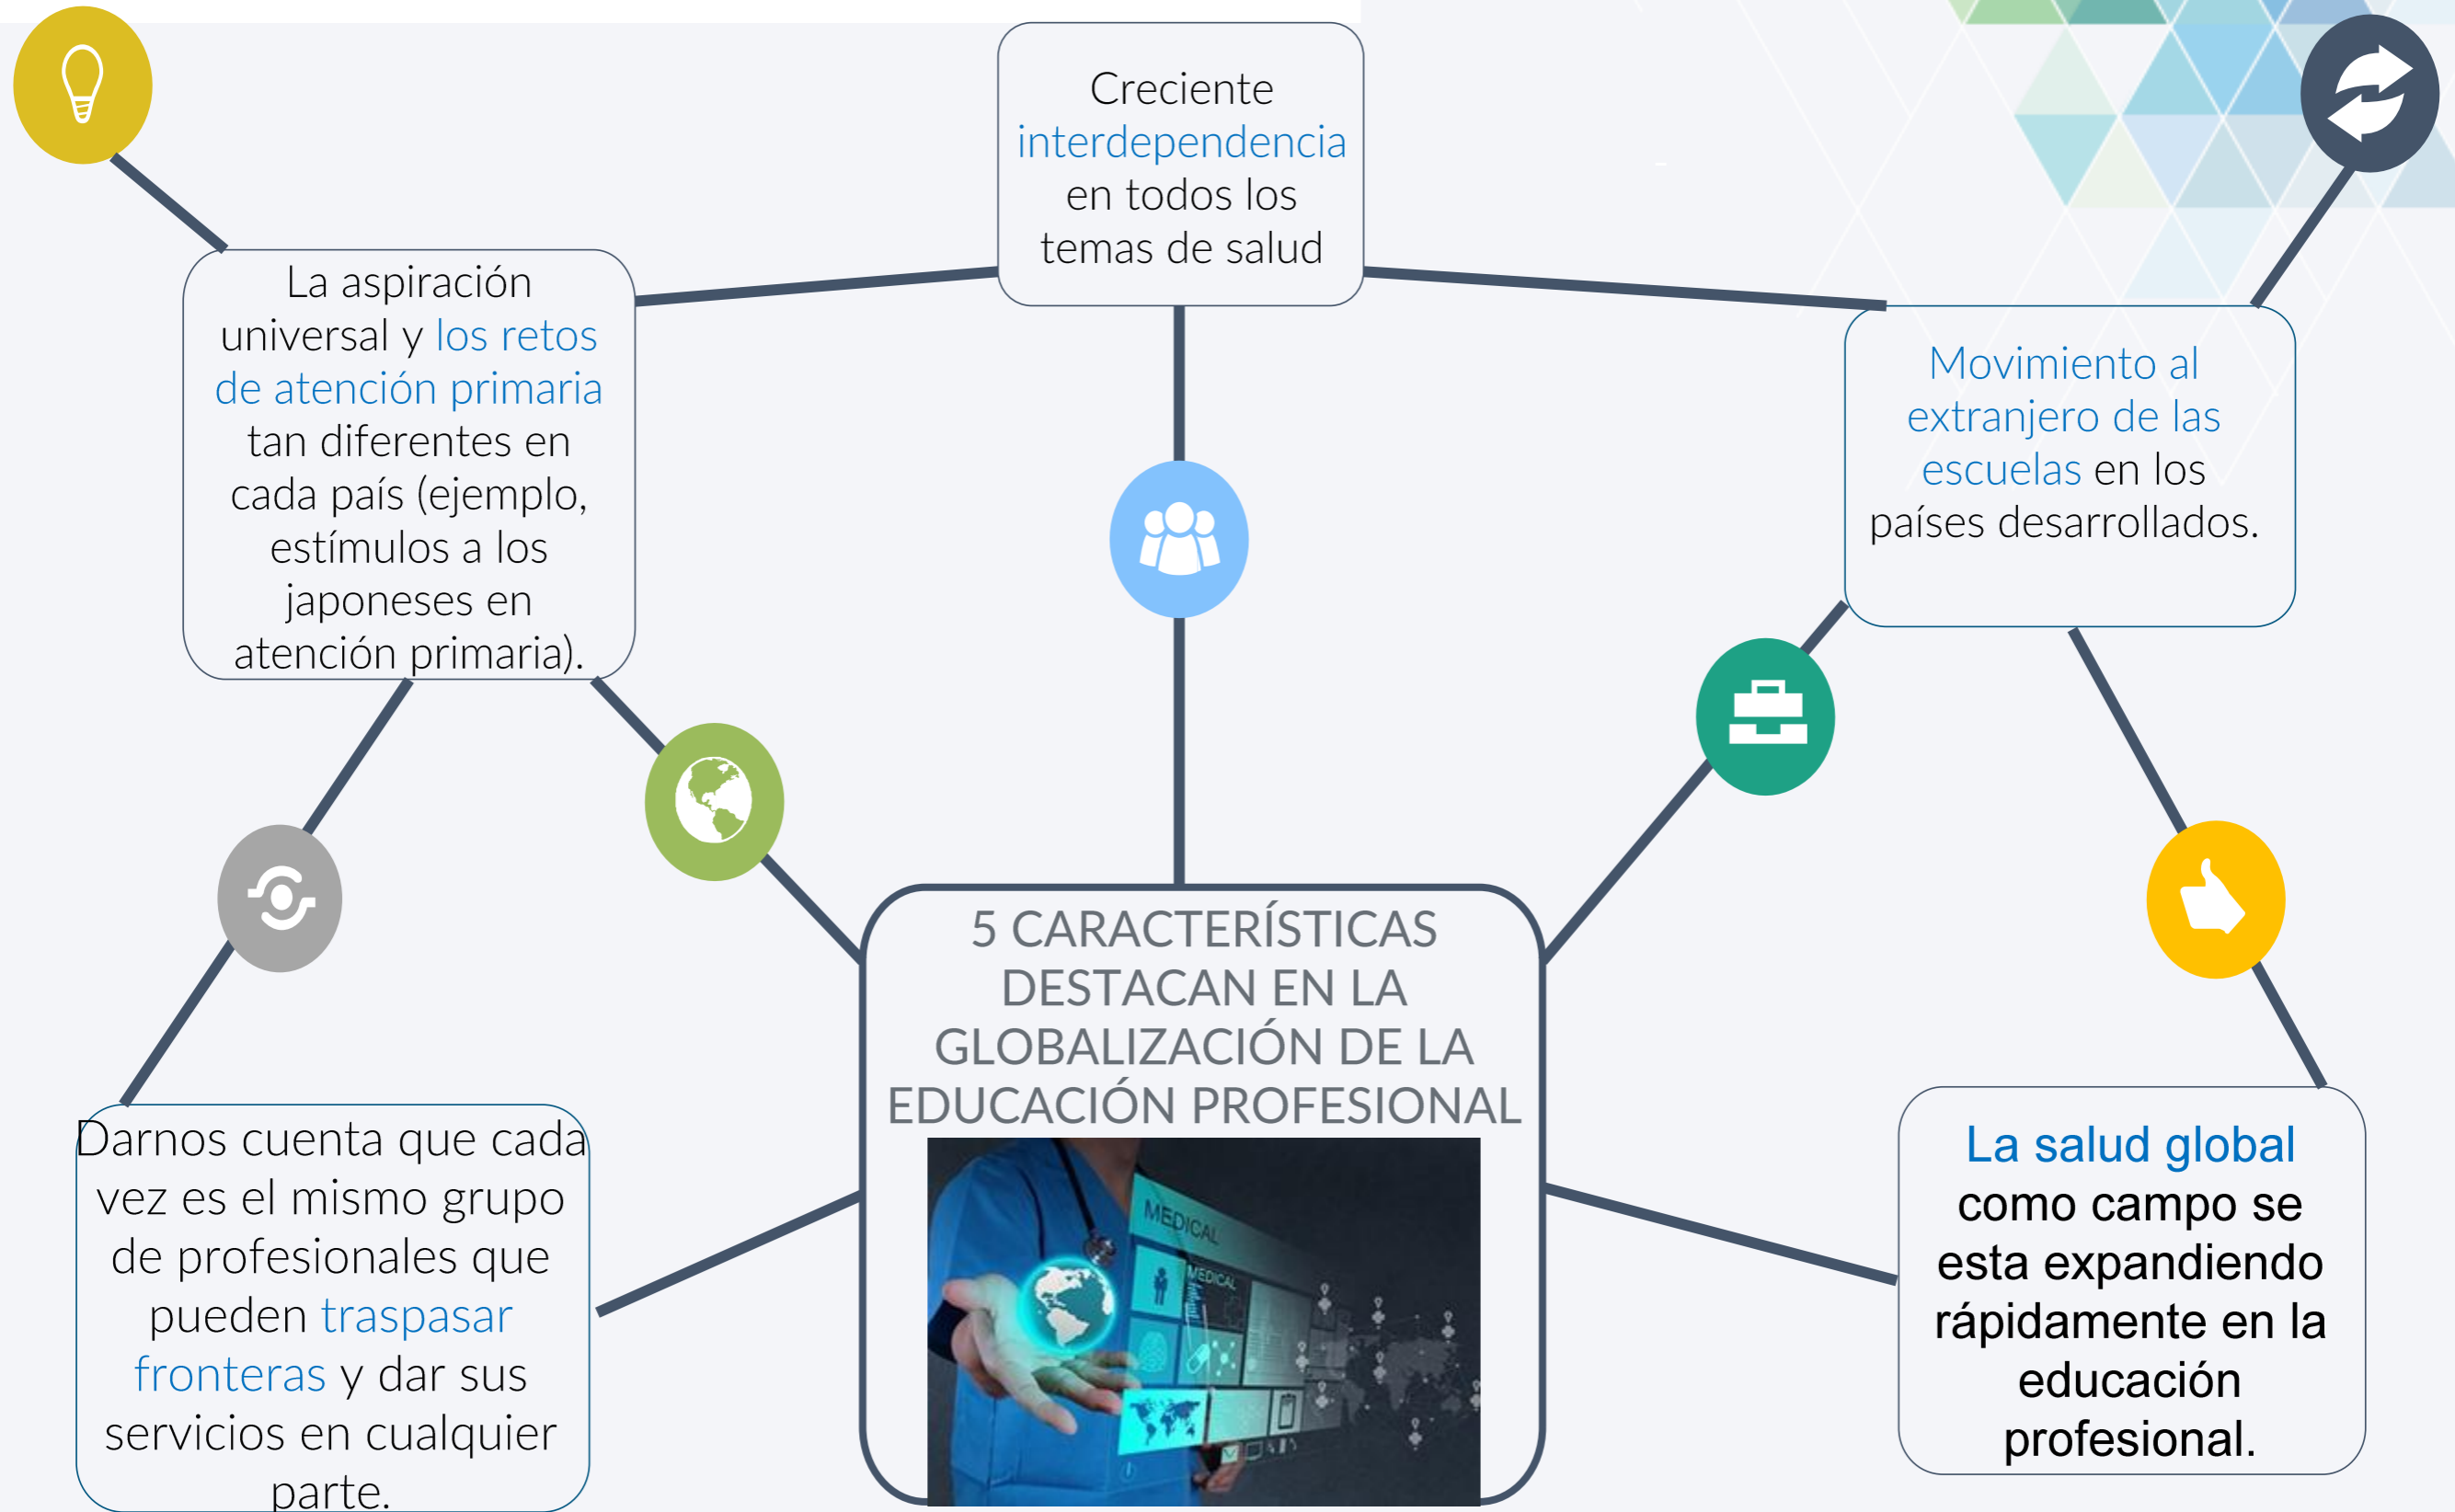 Creciente
interdependencia
en todos los
temas de salud
La aspiración
universal y los retos
de atención primaria
tan diferentes en
cada país (ejemplo,
estímulos a los
japoneses en
atención primaria).
Movimiento al
extranjero de las
escuelas en los
países desarrollados.
5 CARACTERÍSTICAS
DESTACAN EN LA
GLOBALIZACIÓN DE LA
EDUCACIÓN PROFESIONAL
MEDICAL
MEDICAL
Darnos cuenta que cada
vez es el mismo grupo
de profesionales que
pueden traspasar
fronteras y dar sus
servicios en cualquier
parte.
La salud global
como campo se
esta expandiendo
rápidamente en la
educación
profesional.